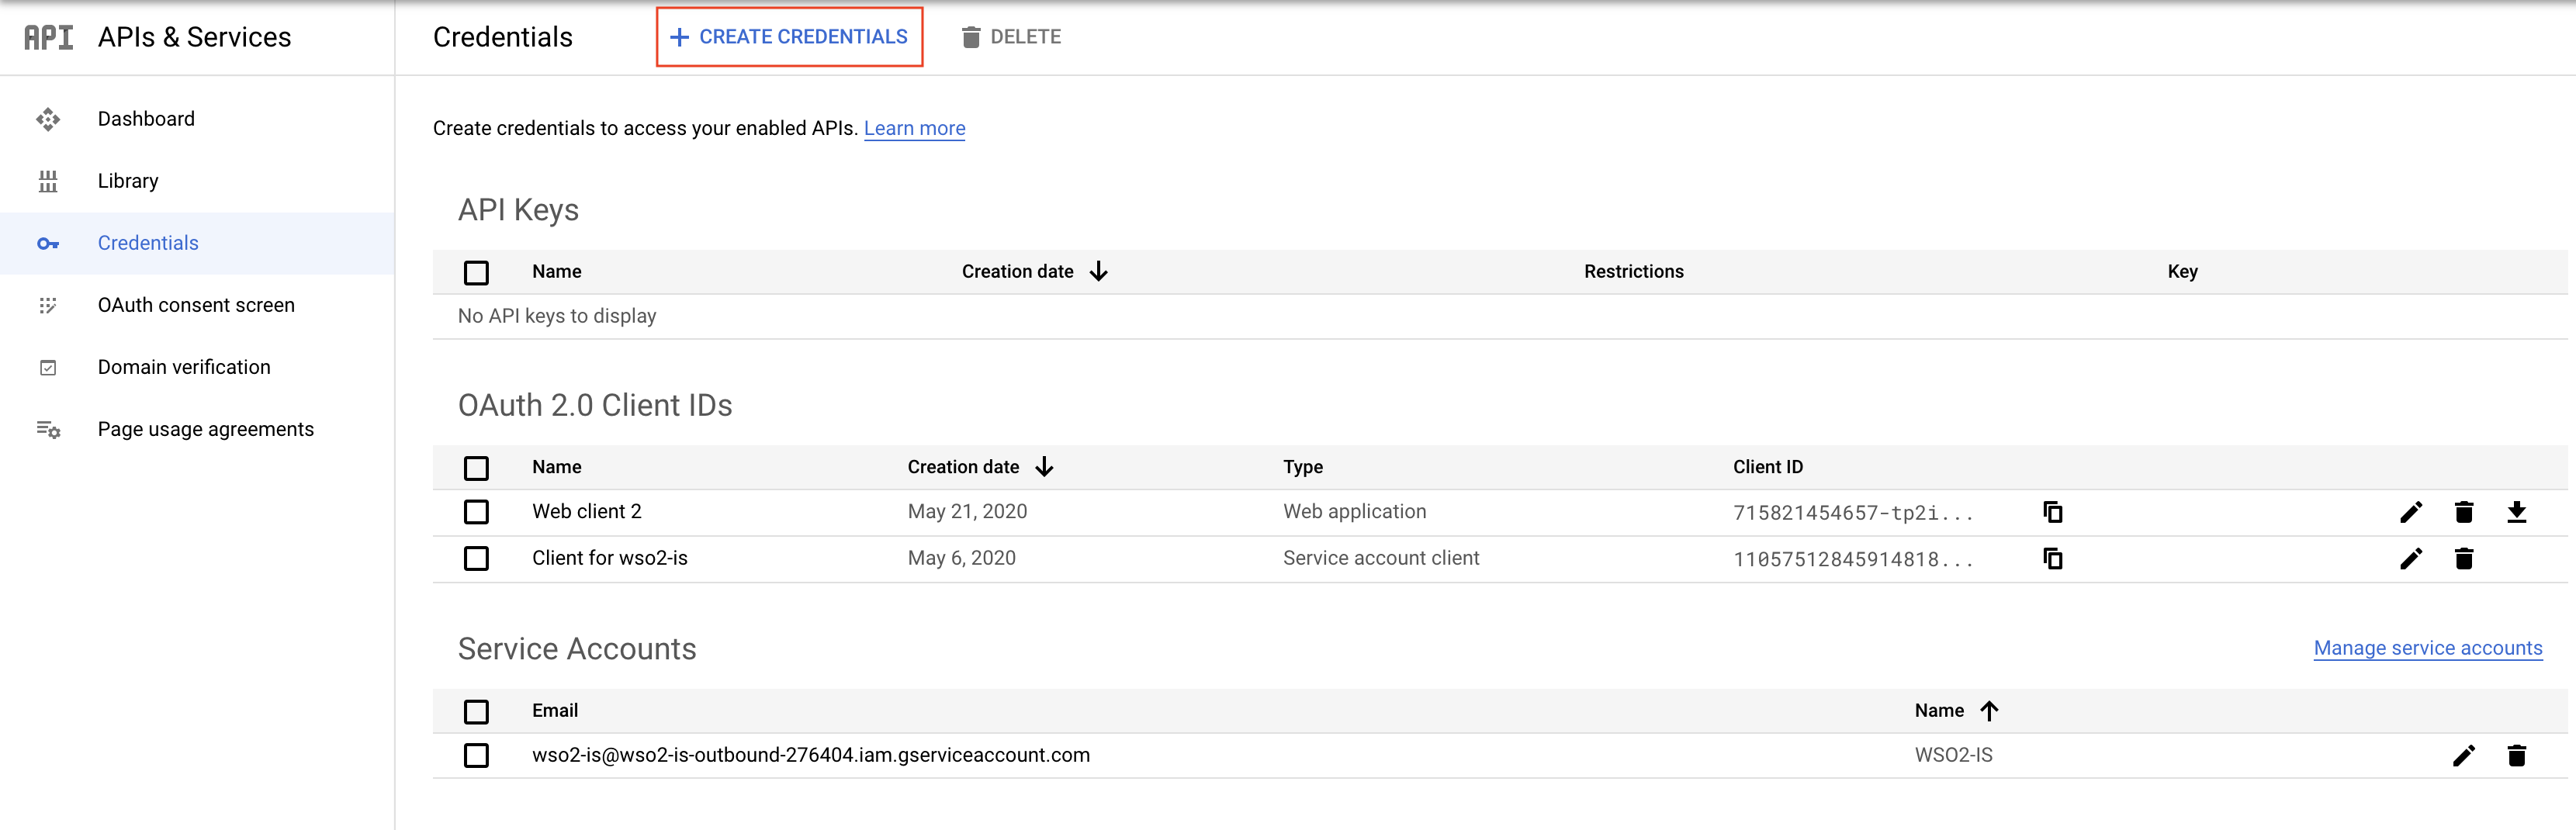 API APIs & Services
Credentials
CREATE CREDENTIALS
DELETE
Dashboard
Library
Credentials
OAuth consent screen
Domain verification
Page usage agreements
Create credentials to access your enabled APIs. Learn more
API Keys
Name Creation date Restrictions Key
No API keys to display
OAuth 2.0 Client IDs
Name Creation date Type Client ID
Web client 2 May 21, 2020 Web application 715821454657-tp2i...
Client for wso2-is May 6, 2020 Service account client 11057512845914818...
Service Accounts Manage service accounts
Email Name
wso2-is@wso2-is-outbound-276404.iam.gserviceaccount.com WSO2-IS